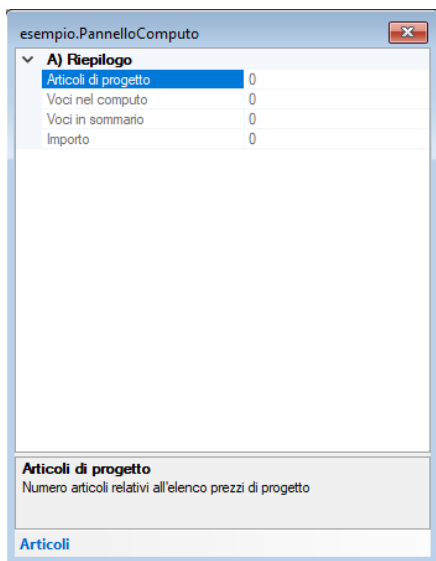 esempio.PannelloComputo
A) Riepilogo
Articoli di progetto 0
Voci nel computo 0
Voci in sommario 0
Importo 0
Articoli di progetto
Numero articoli relativi all'elenco prezzi di progetto
Articoli